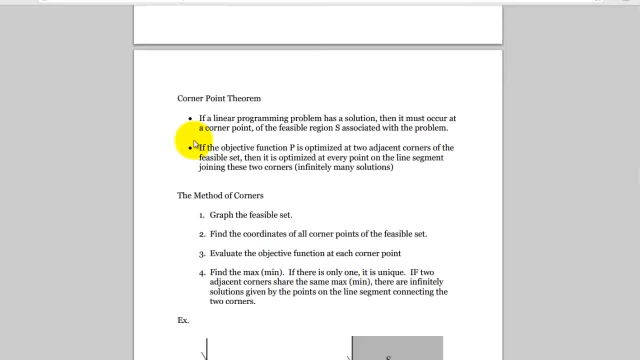 Corner Point Theorem
• If a linear programming problem has a solution, then it must occur at
a corner point, of the feasible region S associated with the problem.
• If the objective function P is optimized at two adjacent corners of the
feasible set, then it is optimized at every point on the line segment
joining these two corners (infinitely many solutions)
The Method of Corners
1. Graph the feasible set.
2. Find the coordinates of all corner points of the feasible set.
3. Evaluate the objective function at each corner point
4. Find the max (min). If there is only one, it is unique. IF two
adjacent corners share the same max (min), there are infinitely
solutions given by the points on the line segment connecting the
two corners.
Ex.